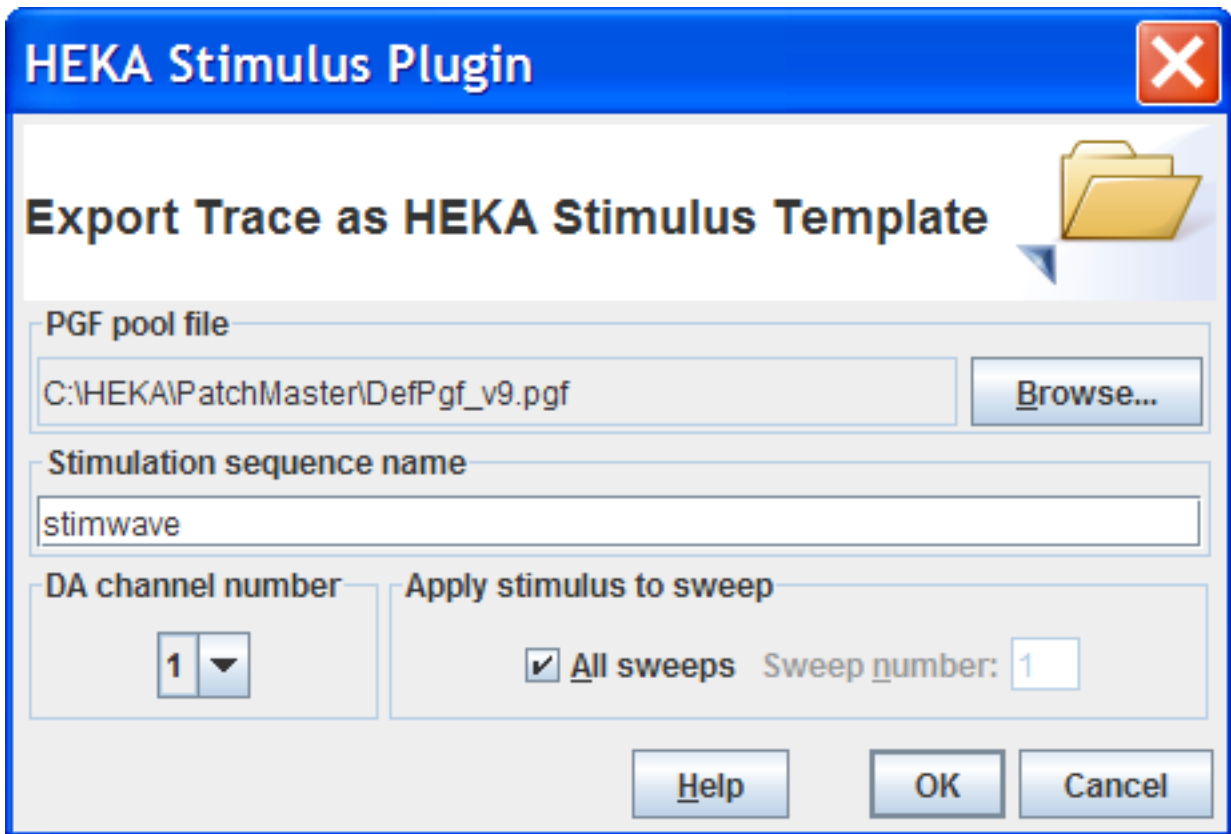 HEKA Stimulus Plugin
Export Trace as HEKA Stimulus Template
PGF pool file
C:\HEKA\PatchMaster\DefPgf_v9.pgf
Browse...
Stimulation sequence name
stimwave
DA channel number
1
Apply stimulus to sweep
All sweeps Sweep number: 1
Help OK Cancel